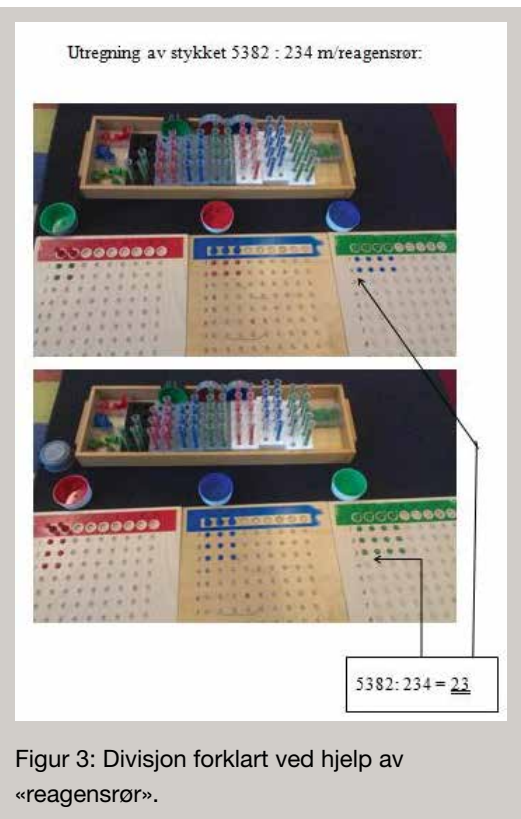 Utregning av stykket 5382 : 234 m/reagensrør:
5382: 234 = 23
Figur 3: Divisjon forklart ved hjelp av
«reagensrør».